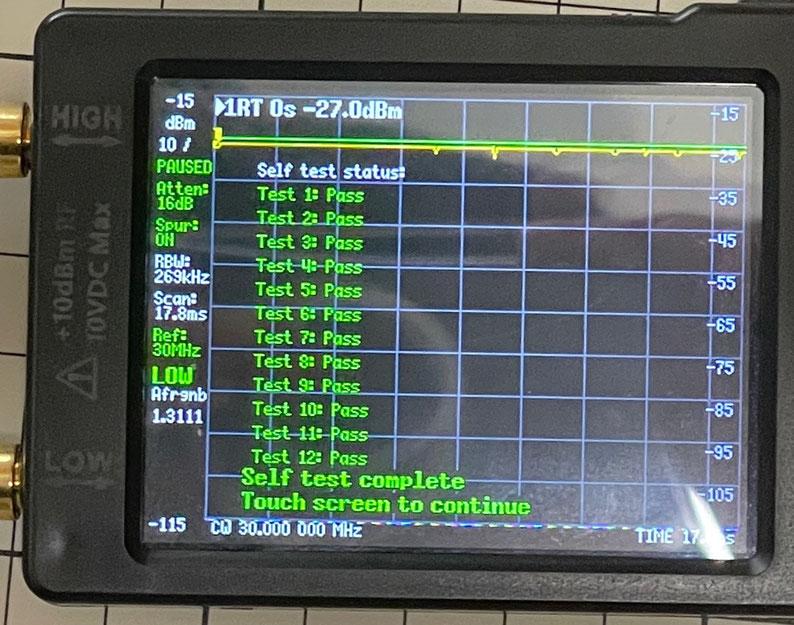 HIGH
+10dBm RF
10VDC Max
LOW
-15
dBm
10 /
PAUSED
Atten:
16dB
Spur:
ON
RBW:
269kHz
Scan:
17.8ms
Ref:
30MHz
LOW
Afrgnb
1.3111
-115
1RT 0s -27.0dBm
Self test status:
Test 1: Pass
Test 2: Pass
Test 3: Pass
Test 4: Pass
Test 5: Pass
Test 6: Pass
Test 7: Pass
Test 8: Pass
Test 9: Pass
Test 10: Pass
Test 11: Pass
Test 12: Pass
Self test complete
Touch screen to continue
-15
-25
-35
-45
-55
-65
-75
-85
-95
-105
CW 30.000 000 MHz
TIME